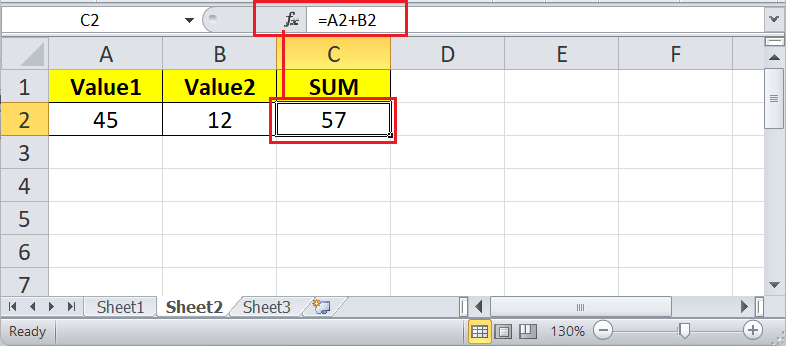 C2 fx =A2+B2
A B C D E F
1 Value1 Value2 SUM
2 45 12 57
3
4
5
6
7
Sheet1 Sheet2 Sheet3
Ready 130%